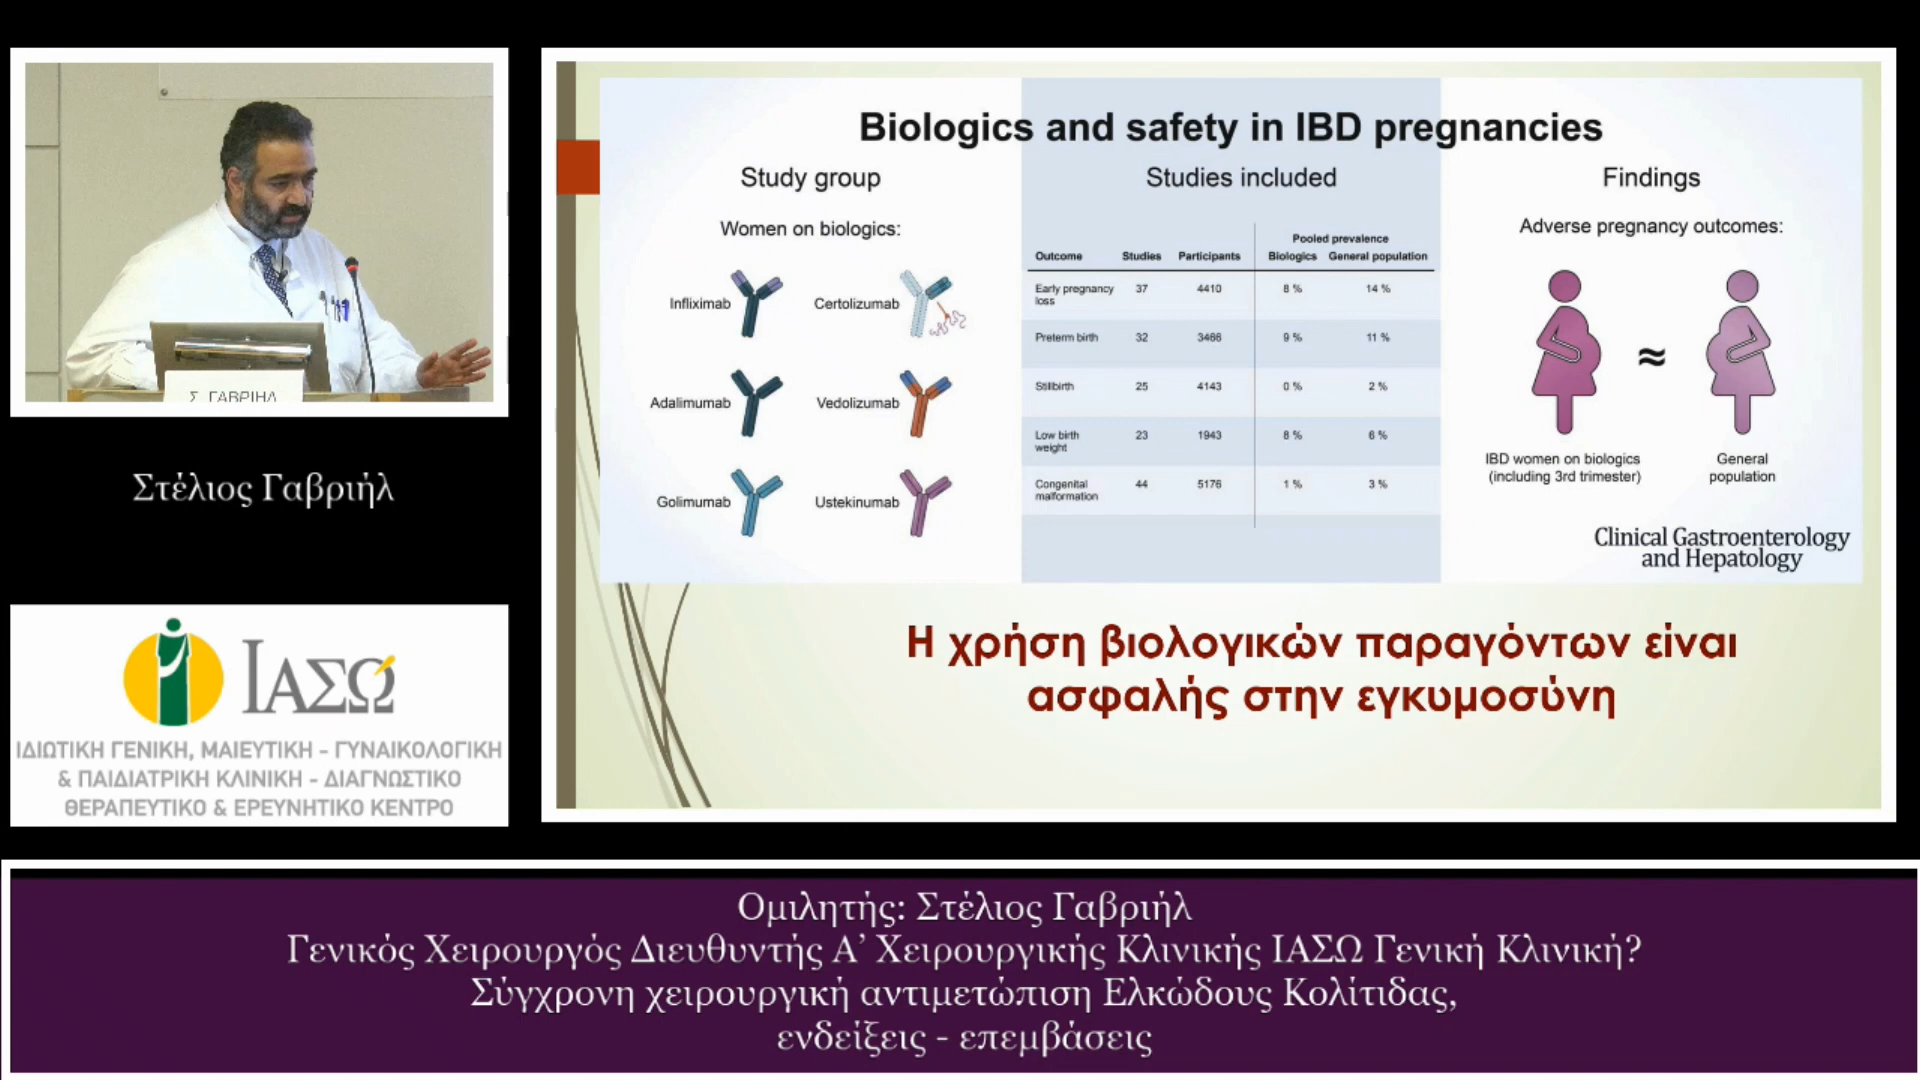 Σ. ΓΑΒΡΙΗΛ
Στέλιος Γαβριήλ
ΙΑΣΩ
ΙΔΙΩΤΙΚΗ ΓΕΝΙΚΗ, ΜΑΙΕΥΤΙΚΗ - ΓΥΝΑΙΚΟΛΟΓΙΚΗ
& ΠΑΙΔΙΑΤΡΙΚΗ ΚΛΙΝΙΚΗ - ΔΙΑΓΝΩΣΤΙΚΟ
ΘΕΡΑΠΕΥΤΙΚΟ & ΕΡΕΥΝΗΤΙΚΟ ΚΕΝΤΡΟ
Biologics and safety in IBD pregnancies
Study group
Women on biologics:
Infliximab
Certolizumab
Adalimumab
Vedolizumab
Golimumab
Ustekinumab
Studies included
Pooled prevalence
Outcome Studies Participants Biologics General population
Early pregnancy loss 37 4410 8 % 14 %
Preterm birth 32 3466 9 % 11 %
Stillbirth 25 4143 0 % 2 %
Low birth weight 23 1943 8 % 6 %
Congenital malformation 44 5176 1 % 3 %
Findings
Adverse pregnancy outcomes:
≈
IBD women on biologics
(including 3rd trimester)
General
population
Clinical Gastroenterology
and Hepatology
Η χρήση βιολογικών παραγόντων είναι
ασφαλής στην εγκυμοσύνη
Ομιλητής: Στέλιος Γαβριήλ
Γενικός Χειρουργός Διευθυντής Α’ Χειρουργικής Κλινικής ΙΑΣΩ Γενική Κλινική?
Σύγχρονη χειρουργική αντιμετώπιση Ελκώδους Κολίτιδας,
ενδείξεις - επεμβάσεις